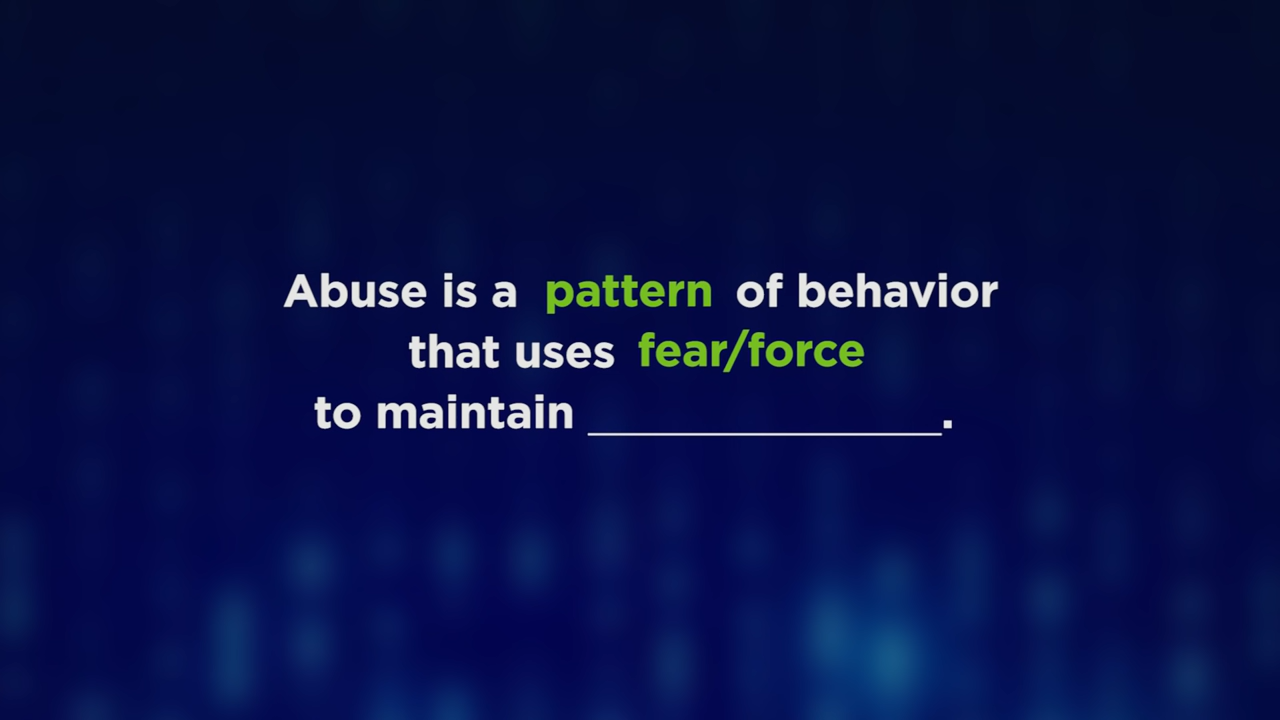 Abuse is a pattern of behavior
that uses fear/force
to maintain _______________.